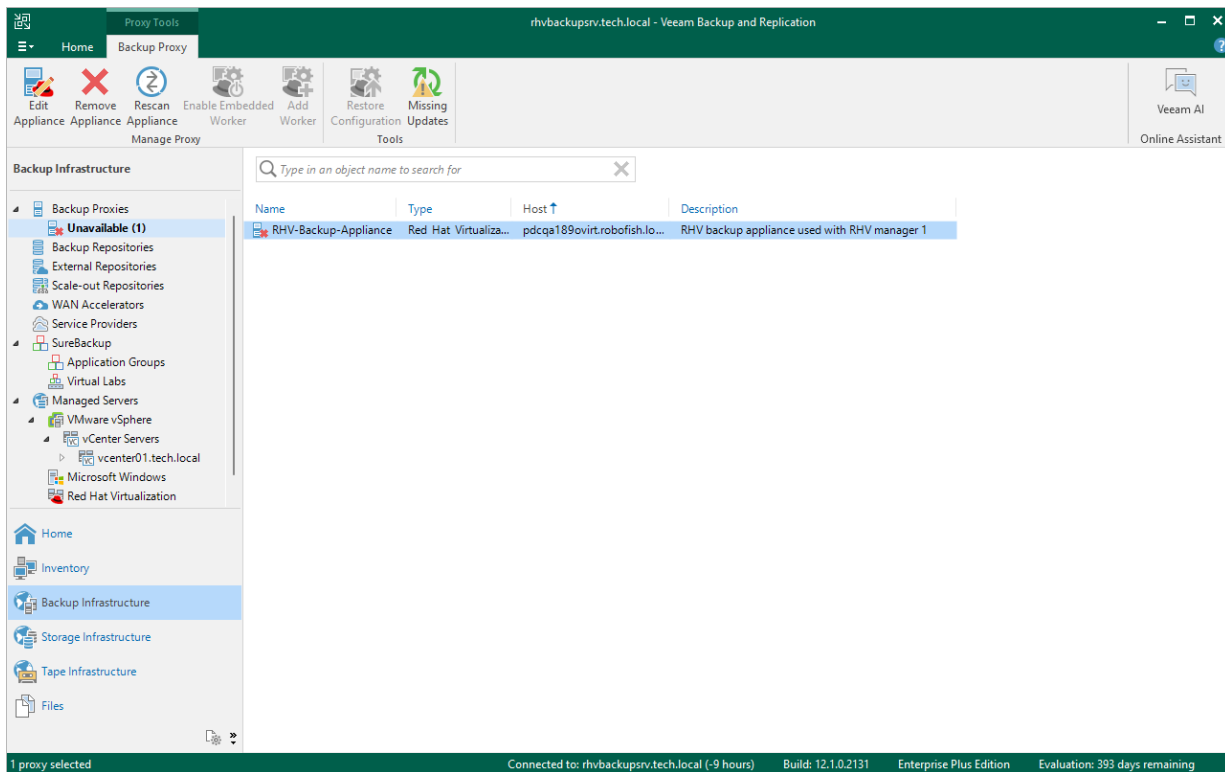 Proxy Tools
rhvbackupsrv.tech.local - Veeam Backup and Replication
Home
Backup Proxy
?
Edit Appliance
Remove Appliance
Rescan Appliance
Enable Embedded Worker
Add Worker
Restore Configuration
Missing Updates
Manage Proxy
Tools
Veeam AI
Online Assistant
Backup Infrastructure
Type in an object name to search for
Backup Proxies
Unavailable (1)
Backup Repositories
External Repositories
Scale-out Repositories
WAN Accelerators
Service Providers
SureBackup
Application Groups
Virtual Labs
Managed Servers
VMware vSphere
vCenter Servers
vcenter01.tech.local
Microsoft Windows
Red Hat Virtualization
Name Type Host Description
RHV-Backup-Appliance Red Hat Virtualiza... pdcqa189ovirt.robofish.lo... RHV backup appliance used with RHV manager 1
Home
Inventory
Backup Infrastructure
Storage Infrastructure
Tape Infrastructure
Files
1 proxy selected
Connected to: rhvbackupsrv.tech.local (-9 hours)
Build: 12.1.0.2131
Enterprise Plus Edition
Evaluation: 393 days remaining